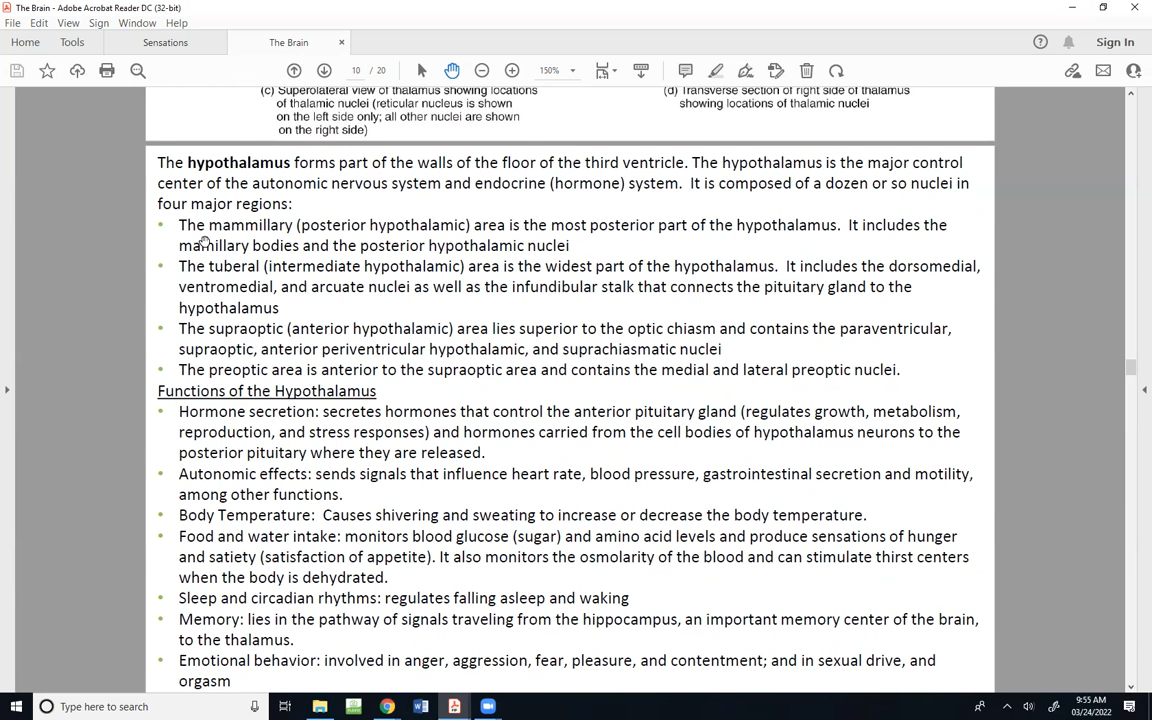 The Brain - Adobe Acrobat Reader DC (32-bit)
File Edit View Sign Window Help
Home Tools Sensations The Brain × Sign In
10 / 20 150%
(c) Superolateral view of thalamus showing locations
of thalamic nuclei (reticular nucleus is shown
on the left side only; all other nuclei are shown
on the right side)
(d) Transverse section of right side of thalamus
showing locations of thalamic nuclei
The hypothalamus forms part of the walls of the floor of the third ventricle. The hypothalamus is the major control
center of the autonomic nervous system and endocrine (hormone) system. It is composed of a dozen or so nuclei in
four major regions:
• The mammillary (posterior hypothalamic) area is the most posterior part of the hypothalamus. It includes the
mamillary bodies and the posterior hypothalamic nuclei
• The tuberal (intermediate hypothalamic) area is the widest part of the hypothalamus. It includes the dorsomedial,
ventromedial, and arcuate nuclei as well as the infundibular stalk that connects the pituitary gland to the
hypothalamus
• The supraoptic (anterior hypothalamic) area lies superior to the optic chiasm and contains the paraventricular,
supraoptic, anterior periventricular hypothalamic, and suprachiasmatic nuclei
• The preoptic area is anterior to the supraoptic area and contains the medial and lateral preoptic nuclei.
Functions of the Hypothalamus
• Hormone secretion: secretes hormones that control the anterior pituitary gland (regulates growth, metabolism,
reproduction, and stress responses) and hormones carried from the cell bodies of hypothalamus neurons to the
posterior pituitary where they are released.
• Autonomic effects: sends signals that influence heart rate, blood pressure, gastrointestinal secretion and motility,
among other functions.
• Body Temperature: Causes shivering and sweating to increase or decrease the body temperature.
• Food and water intake: monitors blood glucose (sugar) and amino acid levels and produce sensations of hunger
and satiety (satisfaction of appetite). It also monitors the osmolarity of the blood and can stimulate thirst centers
when the body is dehydrated.
• Sleep and circadian rhythms: regulates falling asleep and waking
• Memory: lies in the pathway of signals traveling from the hippocampus, an important memory center of the brain,
to the thalamus.
• Emotional behavior: involved in anger, aggression, fear, pleasure, and contentment; and in sexual drive, and
orgasm
Type here to search
9:55 AM
03/24/2022